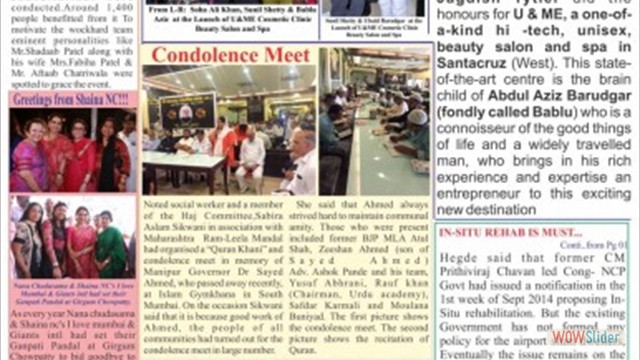 conducted.Around 1,400
people benefited from it. To
motivate the wockhard team
eminent personalities like
Mr.Shadaab Patel along with
his wife Mrs.Fabiha Patel &
Mr. Aftaab Chatriwala were
spotted to grace the event.
Greetings from Shaina NC!!!
Nana Chudasama & Shaina NC's I love
Mumbai & Giants intl had set their
Ganpati Pandal at Girgaon Chowpatty.
As every year Nana chudasama
& Shaina nc's I love mumbai &
Giants intl had set their
Ganpati Pandal at Girgaon
Chowpatty to bid goodbye to
From L-R: Soha Ali Khan, Sunil Shetty & Bablu
Aziz at the Launch of U&ME Cosmetic Clinic
Beauty Salon and Spa
Sunil Shetty & Ubaid Barudgar at the
Launch of U&ME Cosmetic Clinic
Beauty Salon and Spa
Condolence Meet
Noted social worker and a member
of the Haj Committee,Sabira
Aslam Sikwani in association with
Maharashtra Ram-Leela Mandal
had organised a "Quran Khani" and
condolence meet in memory of
Manipur Governor Dr Sayed
Ahmed, who passed away recently,
at Islam Gymkhana in South
Mumbai. On the occasion Sikwani
said that it is because good work of
Ahmed, the people of all
communities had turned out for the
condolence meet in large number.
She said that Ahmed always
strived hard to maintain communal
amity. Those who were present
included former BJP MLA Atul
Shah, Zeeshan Ahmed (son of
Sayed Ahmed)
Adv. Ashok Pande and his team,
Yusuf Abhrani, Rauf khan
(Chairman, Urdu academy),
Safdar Karmali and Moulana
Buniyad. The first picture shows
the condolence meet. The second
picture shows the recitation of
Quran.
honours for U & ME, a one-of-
a-kind hi -tech, unisex,
beauty salon and spa in
Santacruz (West). This state-
of-the-art centre is the brain
child of Abdul Aziz Barudgar
(fondly called Bablu) who is a
connoisseur of the good things
of life and a widely travelled
man, who brings in his rich
experience and expertise an
entrepreneur to this exciting
new destination
IN-SITU REHAB IS MUST...
Cont..from Pg 01
Hegde said that former CM
Prithiviraj Chavan led Cong- NCP
Govt had issued a notification in the
1st week of Sept 2014 proposing In-
situ rehabilitation. But the existing
Government has not formed any
policy for the airport
Eventually the issue remains on the
WOWSlider